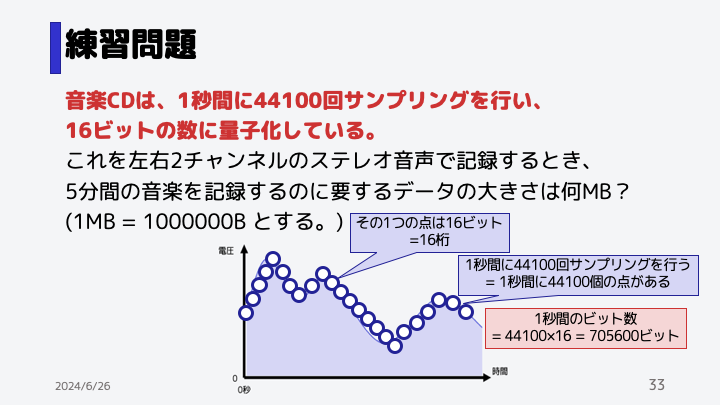 練習問題
音楽CDは、1秒間に44100回サンプリングを行い、
16ビットの数に量子化している。
これを左右2チャンネルのステレオ音声で記録するとき、
5分間の音楽を記録するのに要するデータの大きさは何MB？
(1MB = 1000000B とする。)
その1つの点は16ビット
=16桁
電圧
1秒間に44100回サンプリングを行う
= 1秒間に44100個の点がある
1秒間のビット数
= 44100×16 = 705600ビット
時間
0
0秒
2024/6/26
33